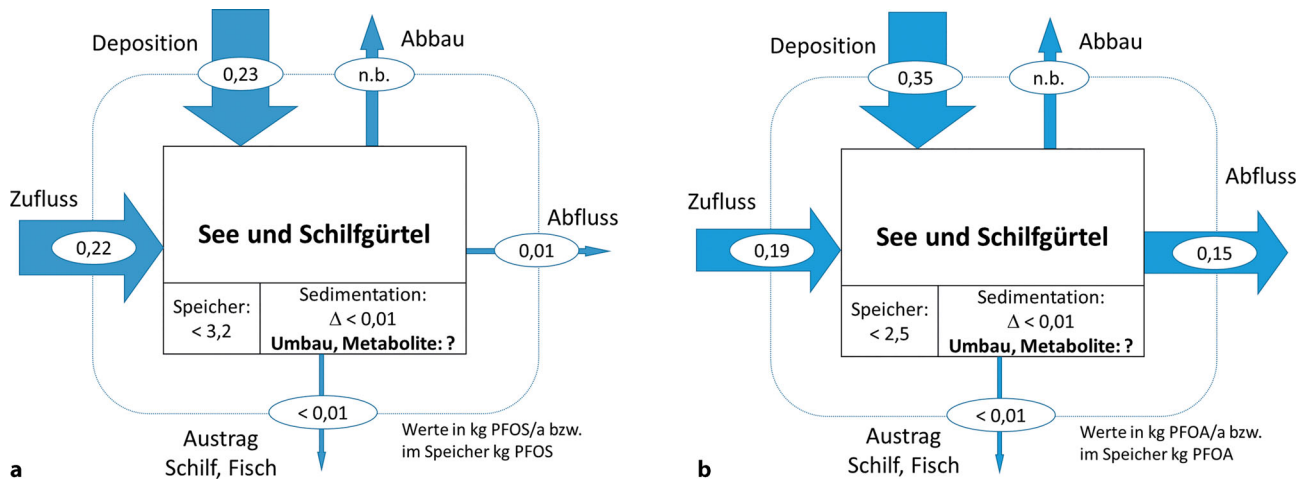 Deposition
0,23
Abbau
n.b.
Zufluss
0,22
See und Schilfgürtel
Abfluss
0,01
Speicher:
< 3,2
Sedimentation:
Δ < 0,01
Umbau, Metabolite: ?
< 0,01
Austrag
Schilf, Fisch
Werte in kg PFOS/a bzw.
im Speicher kg PFOS
a
Deposition
0,35
Abbau
n.b.
Zufluss
0,19
See und Schilfgürtel
Abfluss
0,15
Speicher:
< 2,5
Sedimentation:
Δ < 0,01
Umbau, Metabolite: ?
< 0,01
Austrag
Schilf, Fisch
Werte in kg PFOA/a bzw.
im Speicher kg PFOA
b